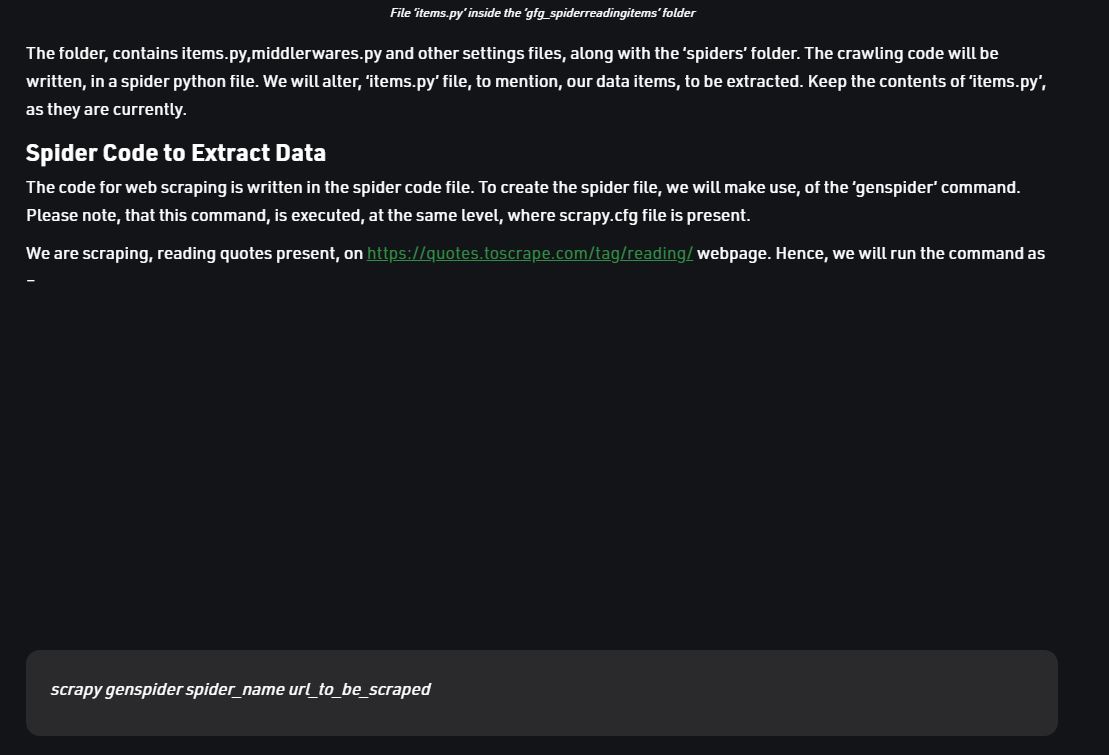 File ‘items.py’ inside the ‘gfg_spiderreadingitems’ folder
The folder, contains items.py,middlerwares.py and other settings files, along with the ‘spiders’ folder. The crawling code will be
written, in a spider python file. We will alter, ‘items.py’ file, to mention, our data items, to be extracted. Keep the contents of ‘items.py’,
as they are currently.
Spider Code to Extract Data
The code for web scraping is written in the spider code file. To create the spider file, we will make use, of the ‘genspider’ command.
Please note, that this command, is executed, at the same level, where scrapy.cfg file is present.
We are scraping, reading quotes present, on https://quotes.toscrape.com/tag/reading/ webpage. Hence, we will run the command as
–
scrapy genspider spider_name url_to_be_scraped